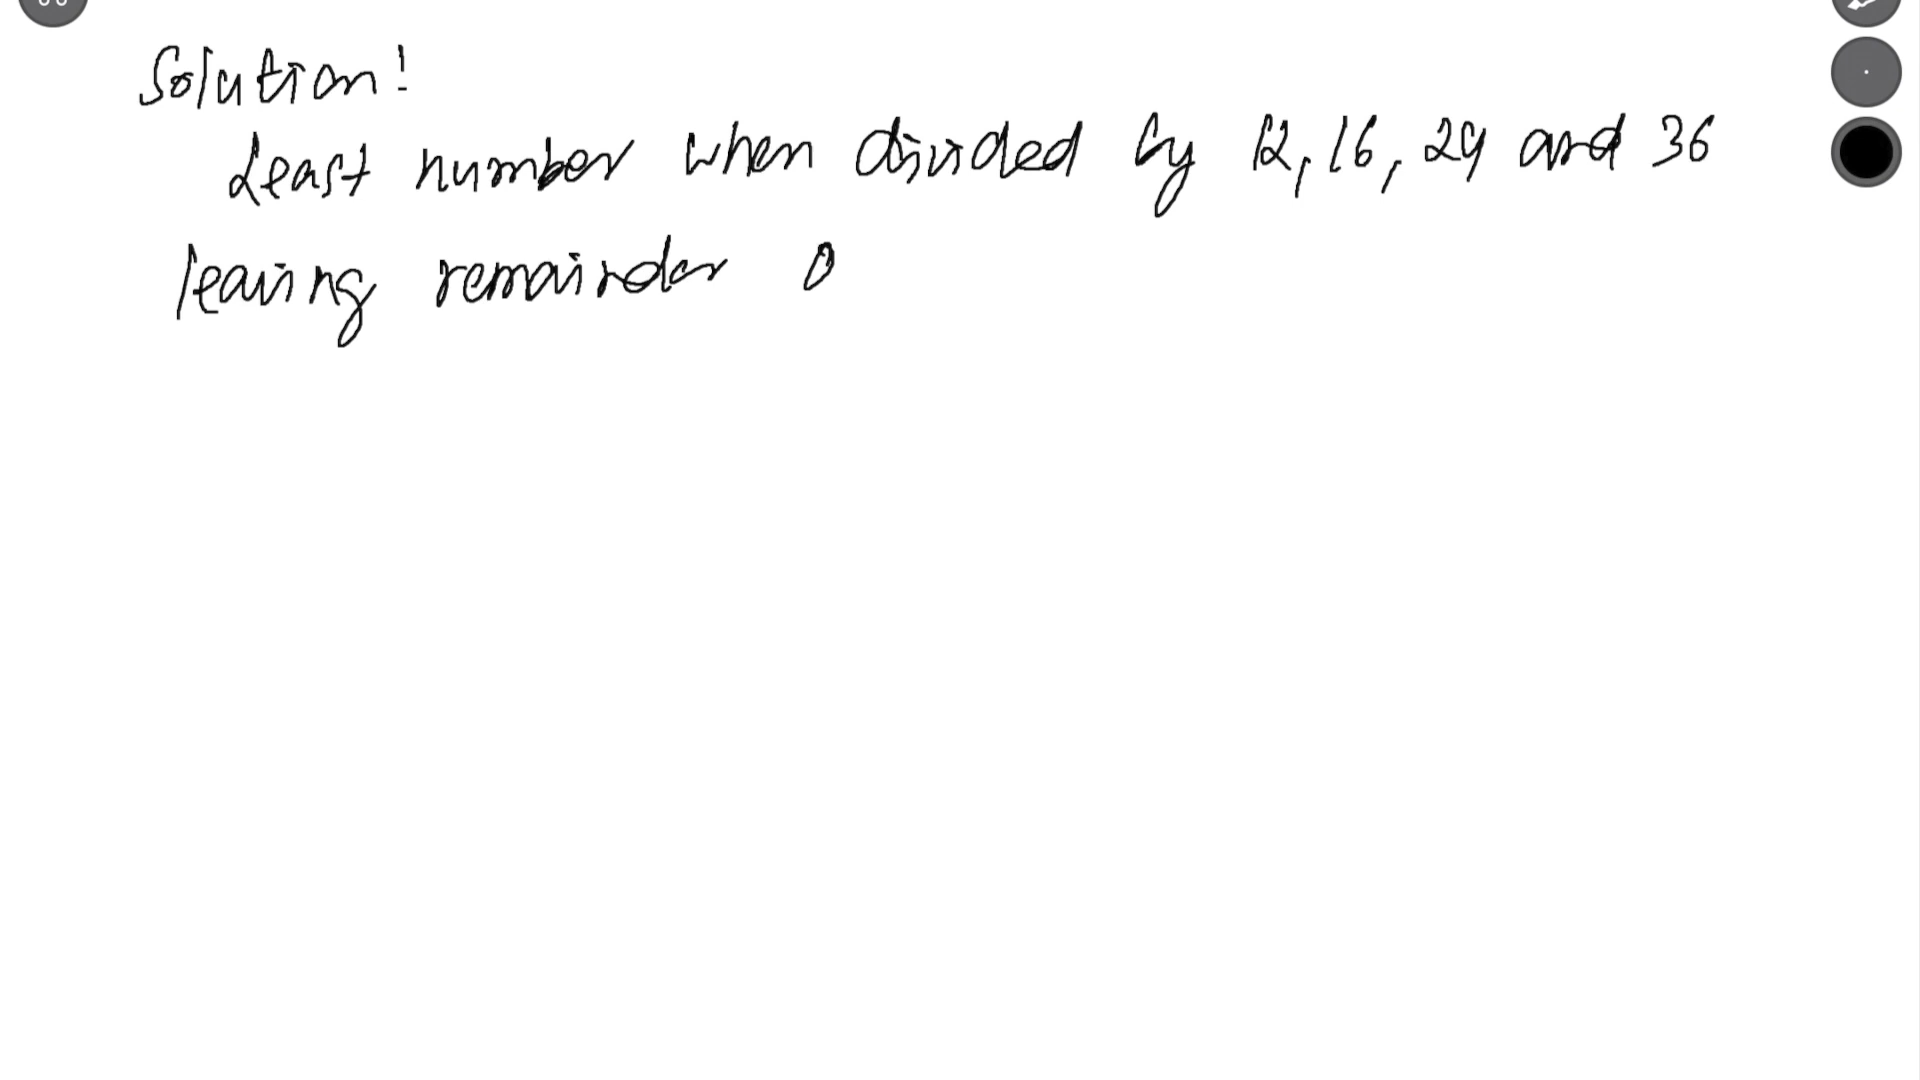 Solution:
Least number when divided by 12, 16, 24 and 36
leaving remainder 0